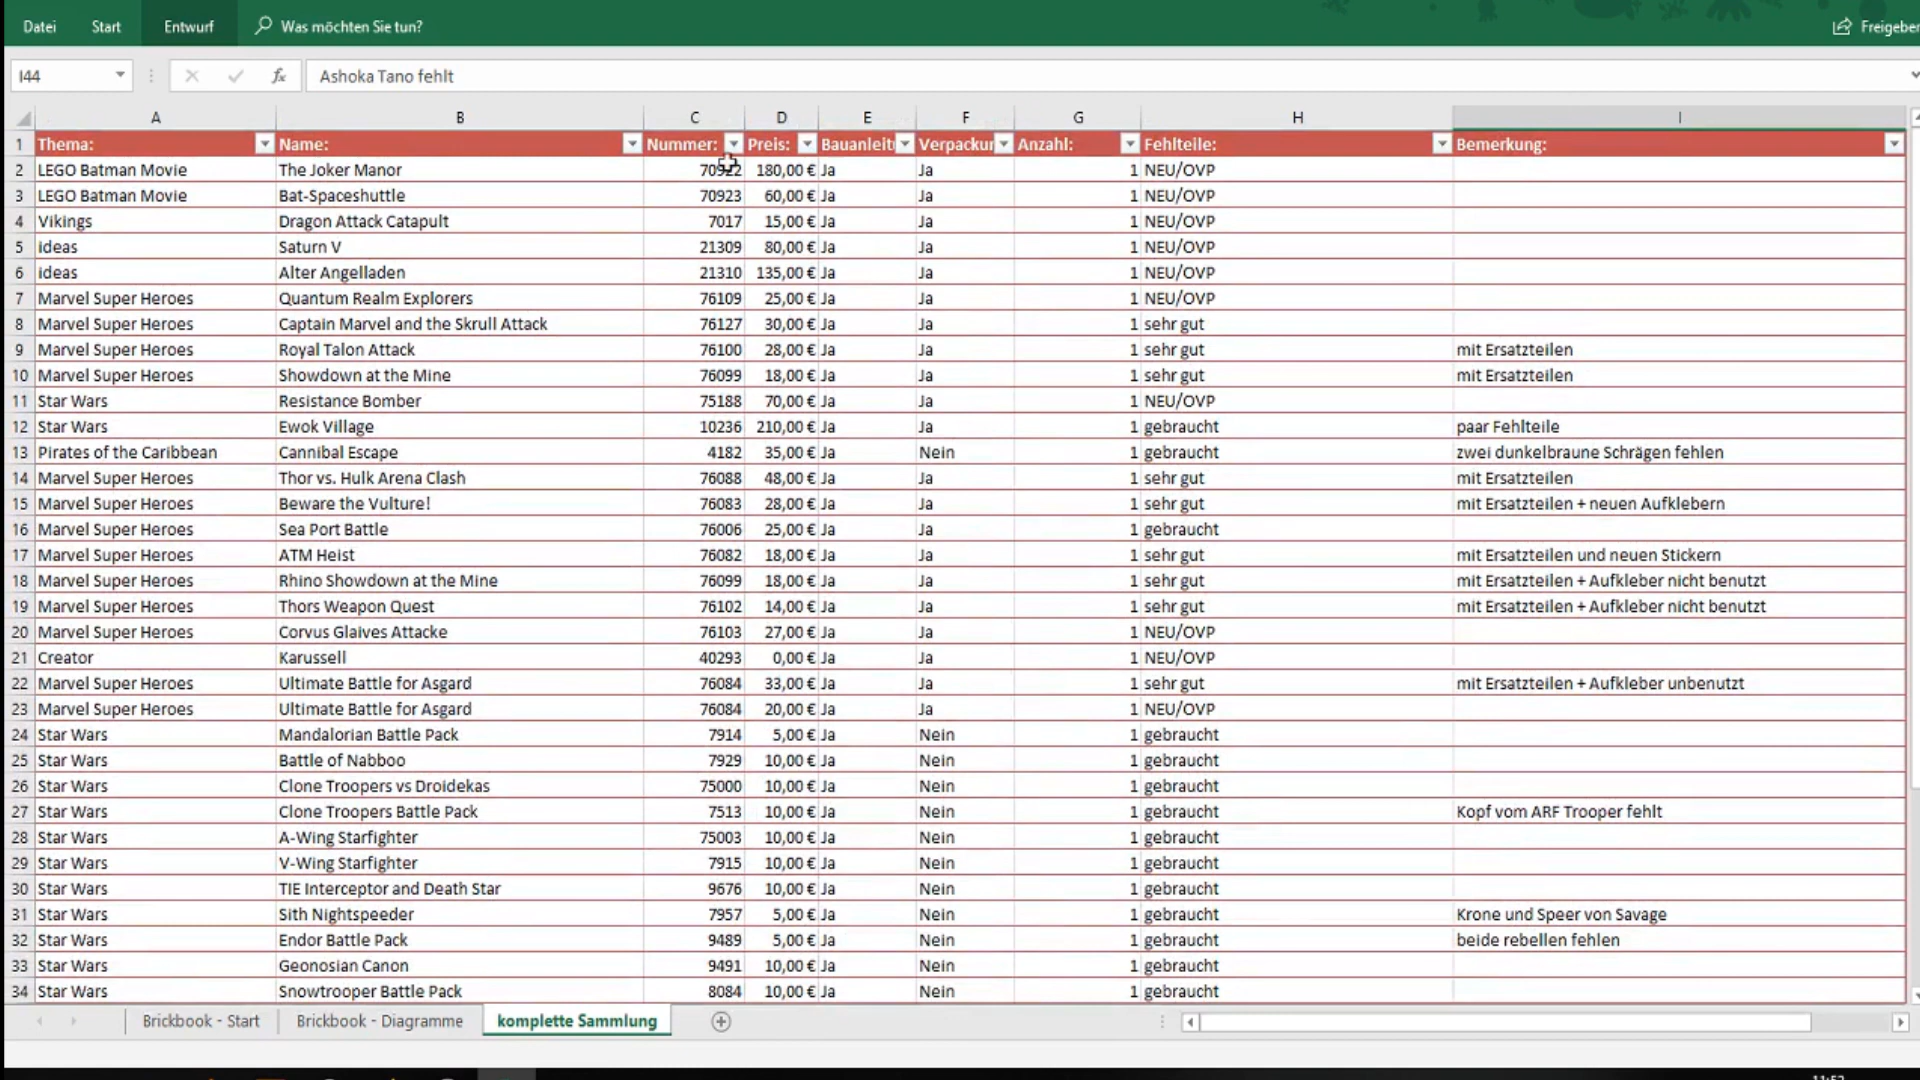 Datei Start Entwurf Was möchten Sie tun? Freigeben
I44 fx Ashoka Tano fehlt
A B C D E F G H I
1 Thema: Name: Nummer: Preis: Bauanleit Verpackur Anzahl: Fehlteile: Bemerkung:
2 LEGO Batman Movie The Joker Manor 70922 180,00 € Ja Ja 1 NEU/OVP
3 LEGO Batman Movie Bat-Spaceshuttle 70923 60,00 € Ja Ja 1 NEU/OVP
4 Vikings Dragon Attack Catapult 7017 15,00 € Ja Ja 1 NEU/OVP
5 ideas Saturn V 21309 80,00 € Ja Ja 1 NEU/OVP
6 ideas Alter Angelladen 21310 135,00 € Ja Ja 1 NEU/OVP
7 Marvel Super Heroes Quantum Realm Explorers 76109 25,00 € Ja Ja 1 NEU/OVP
8 Marvel Super Heroes Captain Marvel and the Skrull Attack 76127 30,00 € Ja Ja 1 sehr gut
9 Marvel Super Heroes Royal Talon Attack 76100 28,00 € Ja Ja 1 sehr gut mit Ersatzteilen
10 Marvel Super Heroes Showdown at the Mine 76099 18,00 € Ja Ja 1 sehr gut mit Ersatzteilen
11 Star Wars Resistance Bomber 75188 70,00 € Ja Ja 1 NEU/OVP
12 Star Wars Ewok Village 10236 210,00 € Ja Ja 1 gebraucht paar Fehlteile
13 Pirates of the Caribbean Cannibal Escape 4182 35,00 € Ja Nein 1 gebraucht zwei dunkelbraune Schrägen fehlen
14 Marvel Super Heroes Thor vs. Hulk Arena Clash 76088 48,00 € Ja Ja 1 sehr gut mit Ersatzteilen
15 Marvel Super Heroes Beware the Vulture! 76083 28,00 € Ja Ja 1 sehr gut mit Ersatzteilen + neuen Aufklebern
16 Marvel Super Heroes Sea Port Battle 76006 25,00 € Ja Ja 1 gebraucht
17 Marvel Super Heroes ATM Heist 76082 18,00 € Ja Ja 1 sehr gut mit Ersatzteilen und neuen Stickern
18 Marvel Super Heroes Rhino Showdown at the Mine 76099 18,00 € Ja Ja 1 sehr gut mit Ersatzteilen + Aufkleber nicht benutzt
19 Marvel Super Heroes Thors Weapon Quest 76102 14,00 € Ja Ja 1 sehr gut mit Ersatzteilen + Aufkleber nicht benutzt
20 Marvel Super Heroes Corvus Glaives Attacke 76103 27,00 € Ja Ja 1 NEU/OVP
21 Creator Karussell 40293 0,00 € Ja Ja 1 NEU/OVP
22 Marvel Super Heroes Ultimate Battle for Asgard 76084 33,00 € Ja Ja 1 sehr gut mit Ersatzteilen + Aufkleber unbenutzt
23 Marvel Super Heroes Ultimate Battle for Asgard 76084 20,00 € Ja Ja 1 NEU/OVP
24 Star Wars Mandalorian Battle Pack 7914 5,00 € Ja Nein 1 gebraucht
25 Star Wars Battle of Nabboo 7929 10,00 € Ja Nein 1 gebraucht
26 Star Wars Clone Troopers vs Droidekas 75000 10,00 € Ja Nein 1 gebraucht
27 Star Wars Clone Troopers Battle Pack 7513 10,00 € Ja Nein 1 gebraucht Kopf vom ARF Trooper fehlt
28 Star Wars A-Wing Starfighter 75003 10,00 € Ja Nein 1 gebraucht
29 Star Wars V-Wing Starfighter 7915 10,00 € Ja Nein 1 gebraucht
30 Star Wars TIE Interceptor and Death Star 9676 10,00 € Ja Nein 1 gebraucht
31 Star Wars Sith Nightspeeder 7957 5,00 € Ja Nein 1 gebraucht Krone und Speer von Savage
32 Star Wars Endor Battle Pack 9489 5,00 € Ja Nein 1 gebraucht beide rebellen fehlen
33 Star Wars Geonosian Canon 9491 10,00 € Ja Nein 1 gebraucht
34 Star Wars Snowtrooper Battle Pack 8084 10,00 € Ja Nein 1 gebraucht
Brickbook - Start Brickbook - Diagramme komplette Sammlung